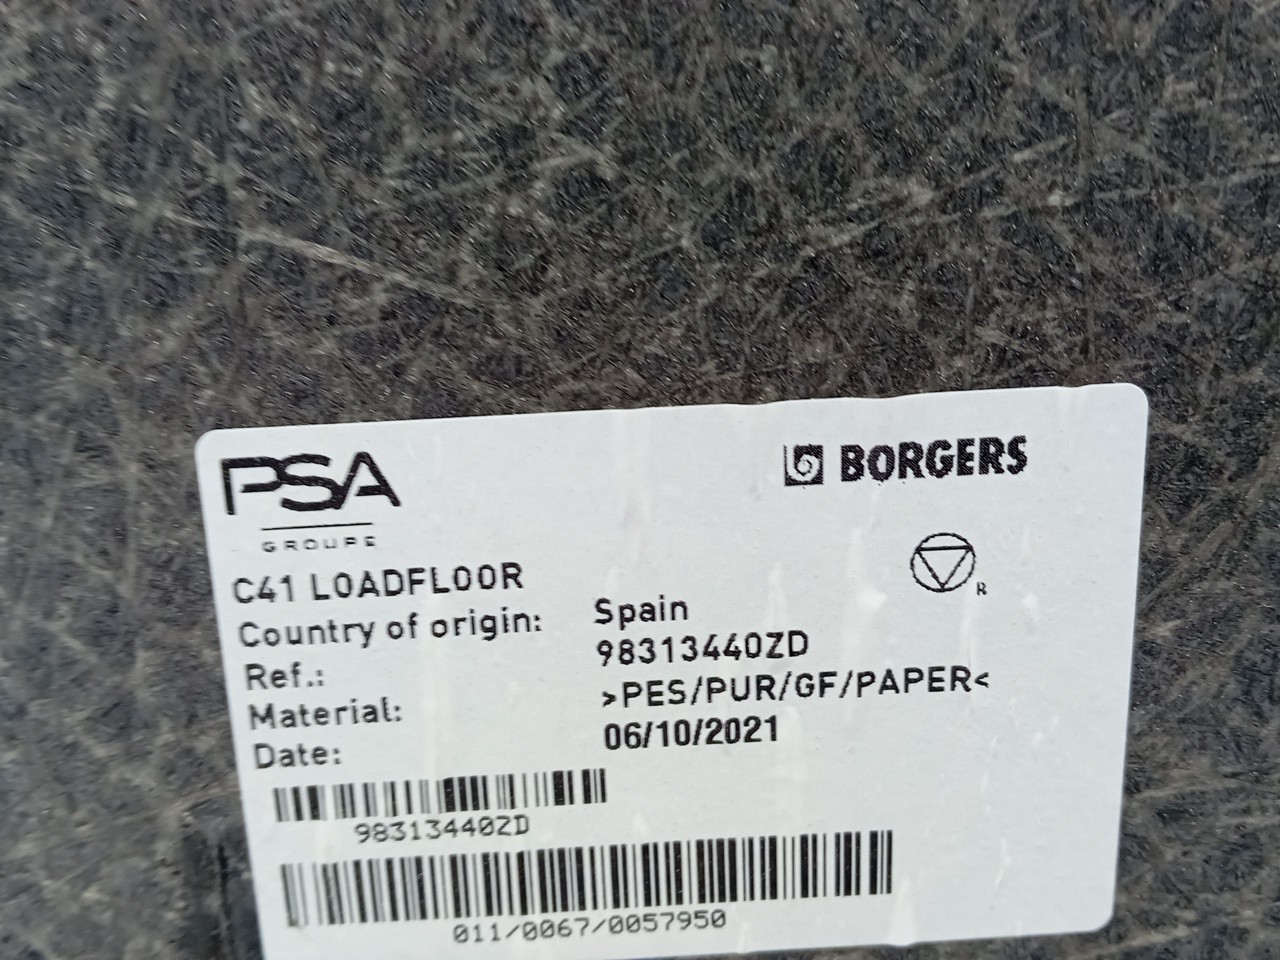 PSA
GROUPE
BORGERS
R
C41 LOADFLOOR
Country of origin: Spain
Ref.: 98313440ZD
Material: >PES/PUR/GF/PAPER<
Date: 06/10/2021
98313440ZD
011/0067/0057950